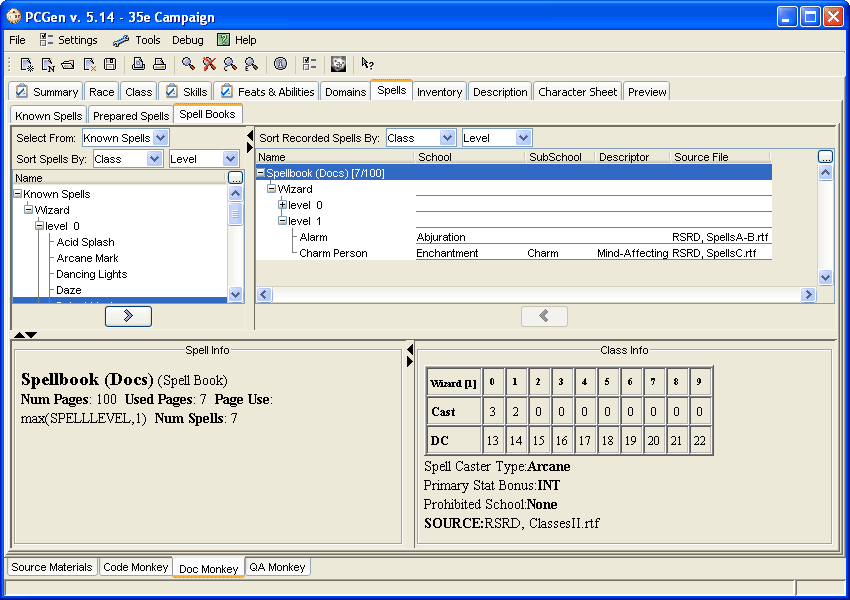 PCGen v. 5.14 - 35e Campaign
File Settings Tools Debug Help
Summary Race Class Skills Feats & Abilities Domains Spells Inventory Description Character Sheet Preview
Known Spells Prepared Spells Spell Books
Select From: Known Spells
Sort Spells By: Class Level
Name
Known Spells
Wizard
level 0
Acid Splash
Arcane Mark
Dancing Lights
Daze
Sort Recorded Spells By: Class Level
Name School SubSchool Descriptor Source File
Spellbook (Docs) [7/100]
Wizard
level 0
level 1
Alarm Abjuration RSRD, SpellsA-B.rtf
Charm Person Enchantment Charm Mind-Affecting RSRD, SpellsC.rtf
Spell Info
Spellbook (Docs) (Spell Book)
Num Pages: 100 Used Pages: 7 Page Use:
max(SPELLLEVEL,1) Num Spells: 7
Class Info
Wizard [1] 0 1 2 3 4 5 6 7 8 9
Cast 3 2 0 0 0 0 0 0 0 0
DC 13 14 15 16 17 18 19 20 21 22
Spell Caster Type:Arcane
Primary Stat Bonus:INT
Prohibited School:None
SOURCE:RSRD, ClassesII.rtf
Source Materials Code Monkey Doc Monkey QA Monkey